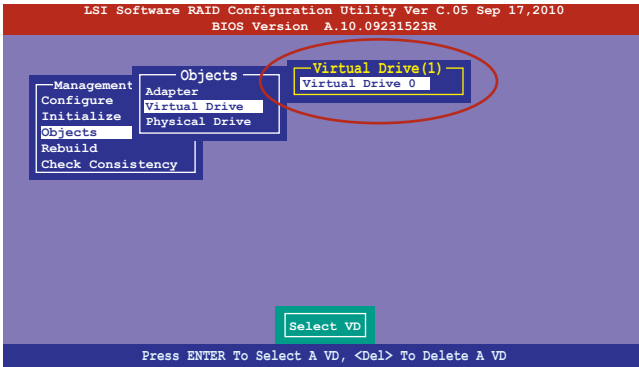 LSI Software RAID Configuration Utility Ver C.05 Sep 17,2010
BIOS Version A.10.09231523R
Management
Configure
Initialize
Objects
Rebuild
Check Consistency
Objects
Adapter
Virtual Drive
Physical Drive
Virtual Drive(1)
Virtual Drive 0
Select VD
Press ENTER To Select A VD, <Del> To Delete A VD